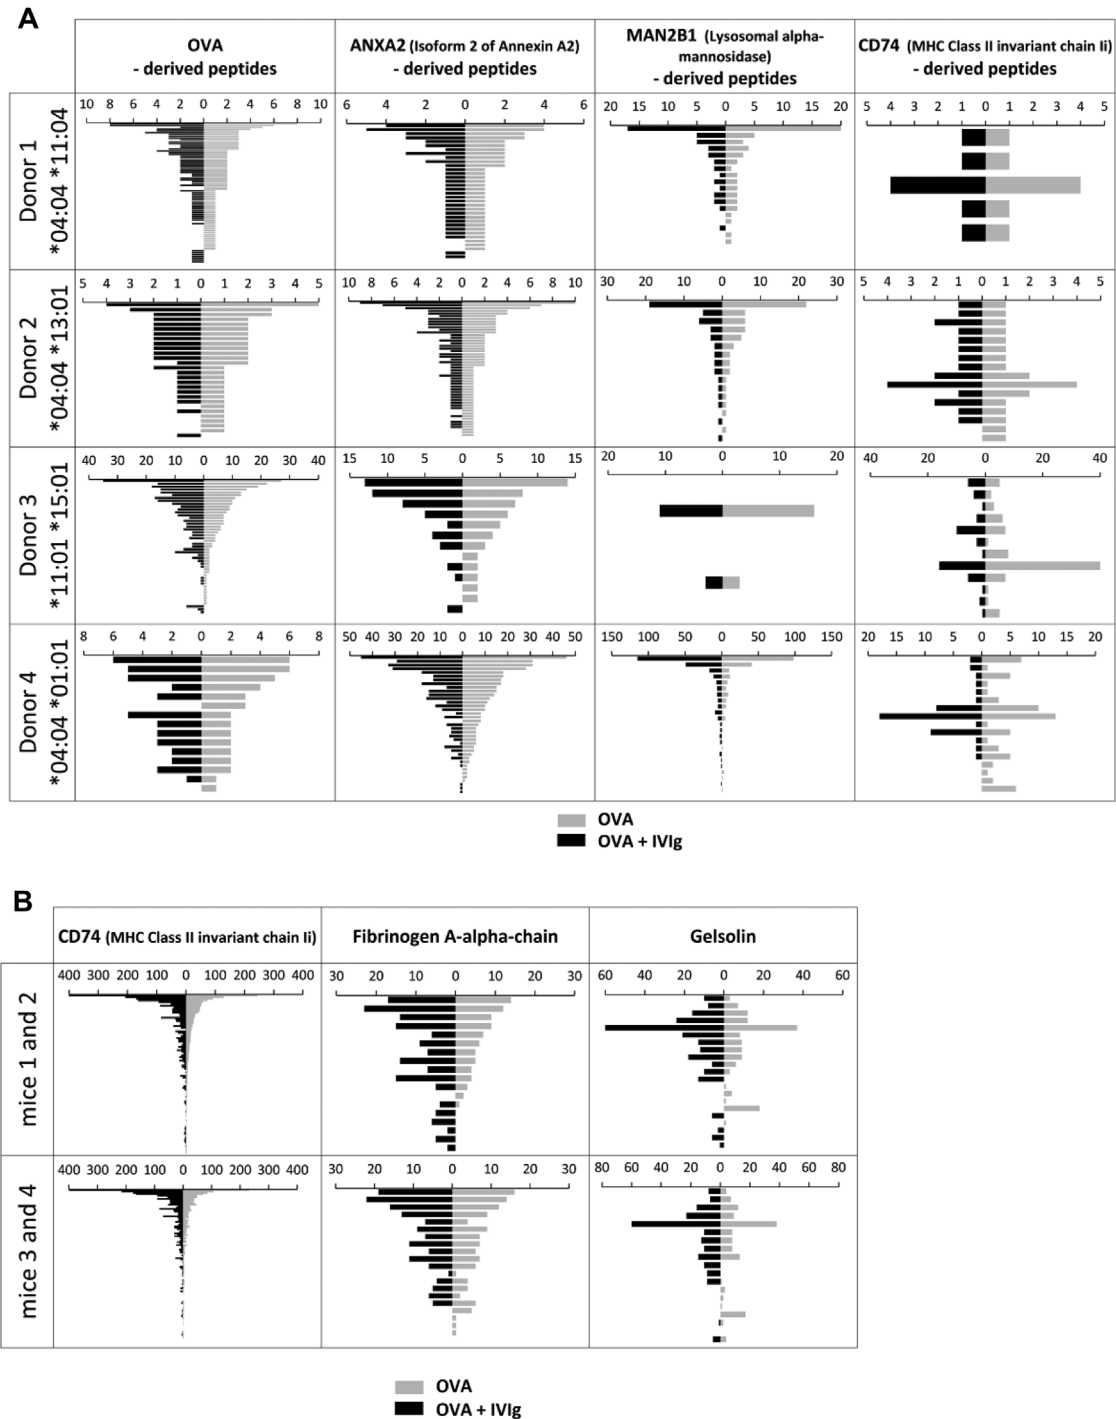 A
OVA
- derived peptides
ANXA2 (Isoform 2 of Annexin A2)
- derived peptides
MAN2B1 (Lysosomal alpha-
mannosidase)
- derived peptides
CD74 (MHC Class II invariant chain Ii)
- derived peptides
Donor 1
*04:04 *11:04
10 8 6 4 2 0 2 4 6 8 10
6 4 2 0 2 4 6
20 15 10 5 0 5 10 15 20
5 4 3 2 1 0 1 2 3 4 5
Donor 2
*04:04 *13:01
5 4 3 2 1 0 1 2 3 4 5
10 8 6 4 2 0 2 4 6 8 10
30 20 10 0 10 20 30
5 4 3 2 1 0 1 2 3 4 5
Donor 3
*11:01 *15:01
40 30 20 10 0 10 20 30 40
15 10 5 0 5 10 15
20 10 0 10 20
40 20 0 20 40
Donor 4
*04:04 *01:01
8 6 4 2 0 2 4 6 8
50 40 30 20 10 0 10 20 30 40 50
150 100 50 0 50 100 150
20 15 10 5 0 5 10 15 20
OVA
OVA + IVIg
B
CD74 (MHC Class II invariant chain Ii)
Fibrinogen A-alpha-chain
Gelsolin
mice 1 and 2
400 300 200 100 0 100 200 300 400
30 20 10 0 10 20 30
60 40 20 0 20 40 60
mice 3 and 4
400 300 200 100 0 100 200 300 400
30 20 10 0 10 20 30
80 60 40 20 0 20 40 60 80
OVA
OVA + IVIg